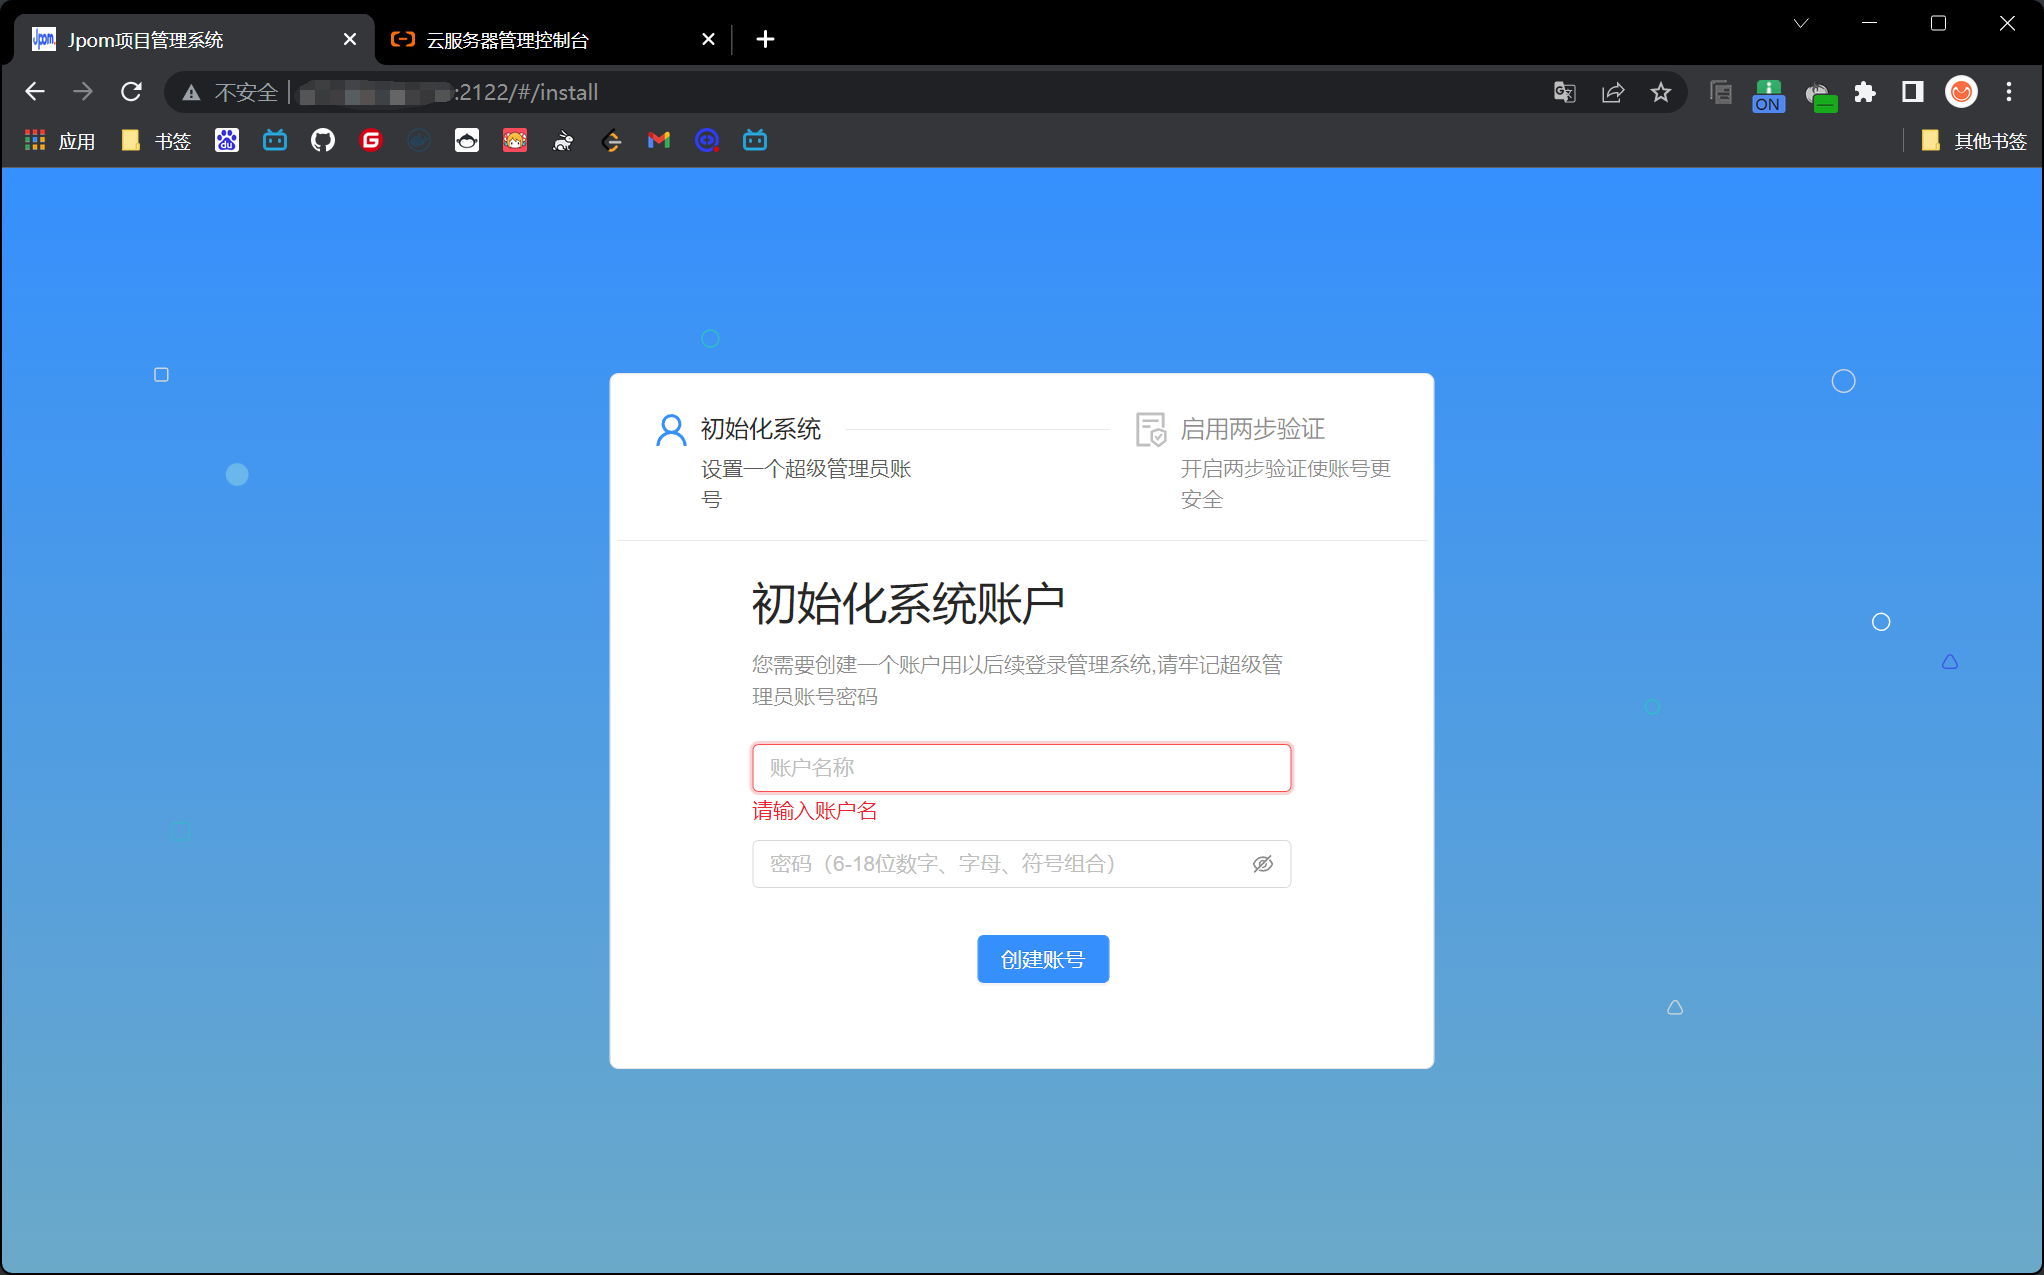 Jpom项目管理系统
云服务器管理控制台
不安全
:2122/#/install
ON
应用
书签
du
G
其他书签
初始化系统
设置一个超级管理员账
号
启用两步验证
开启两步验证使账号更
安全
初始化系统账户
您需要创建一个账户用以后续登录管理系统,请牢记超级管
理员账号密码
账户名称
请输入账户名
密码（6-18位数字、字母、符号组合）
创建账号